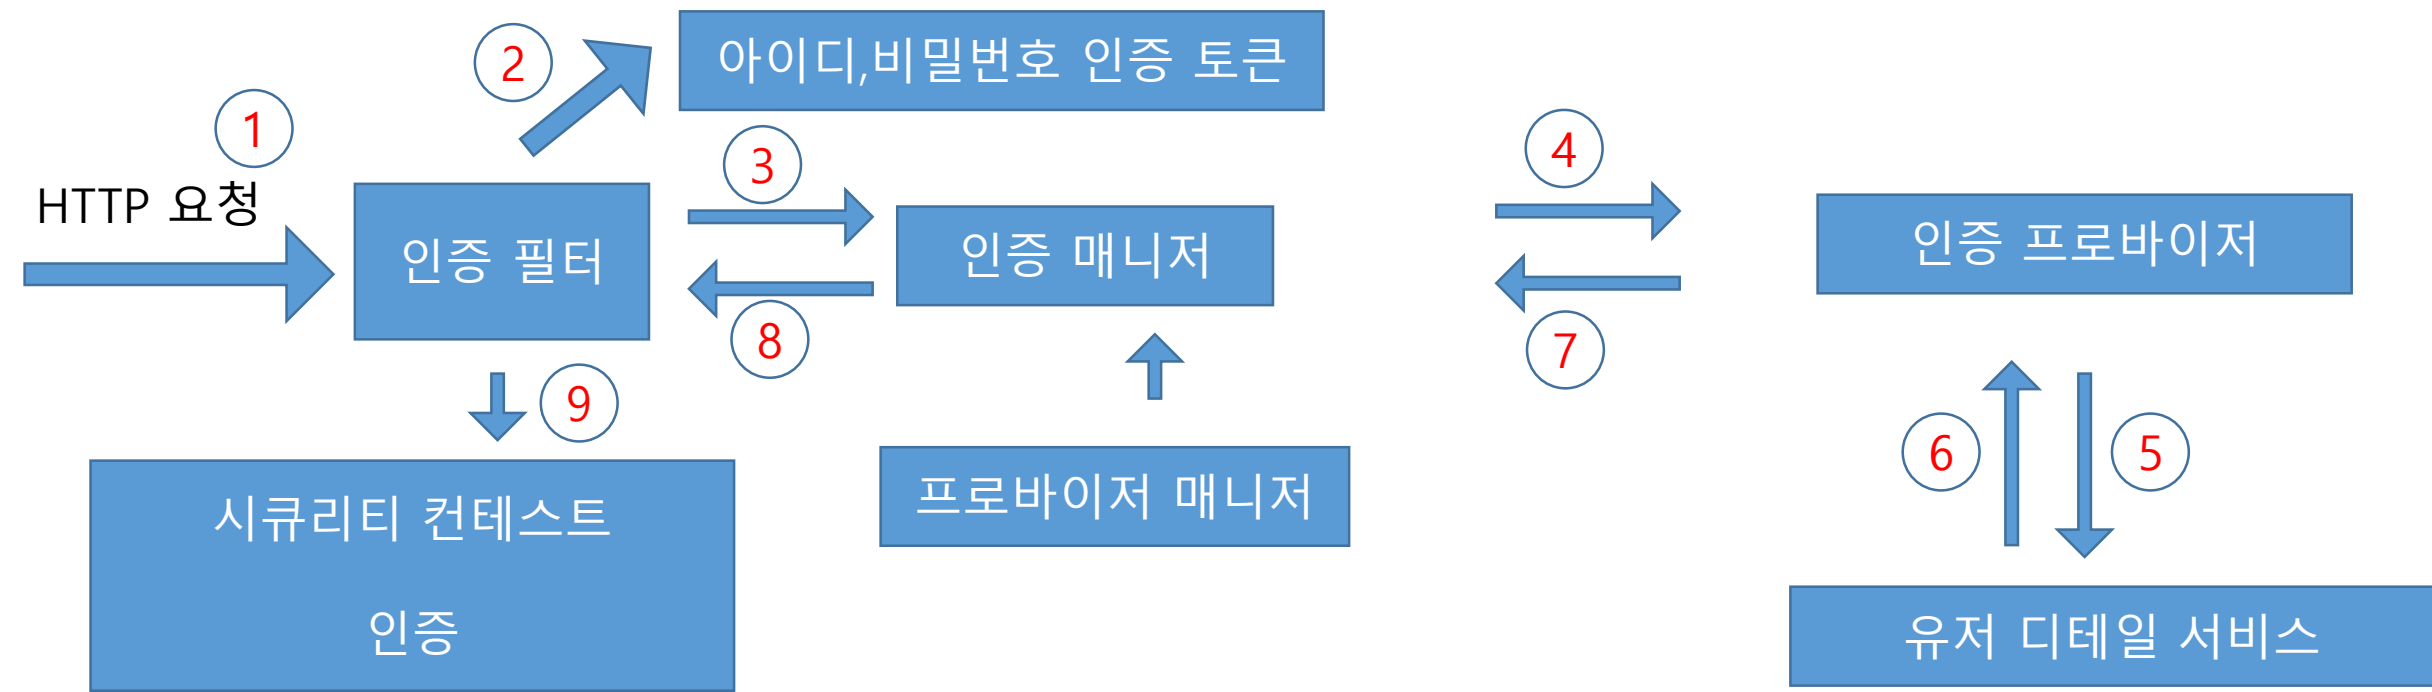 2
아이디,비밀번호 인증 토큰
1
3
4
HTTP 요청
인증 필터
인증 매니저
인증 프로바이저
8
7
9
6
5
시큐리티 컨테스트
인증
프로바이저 매니저
유저 디테일 서비스